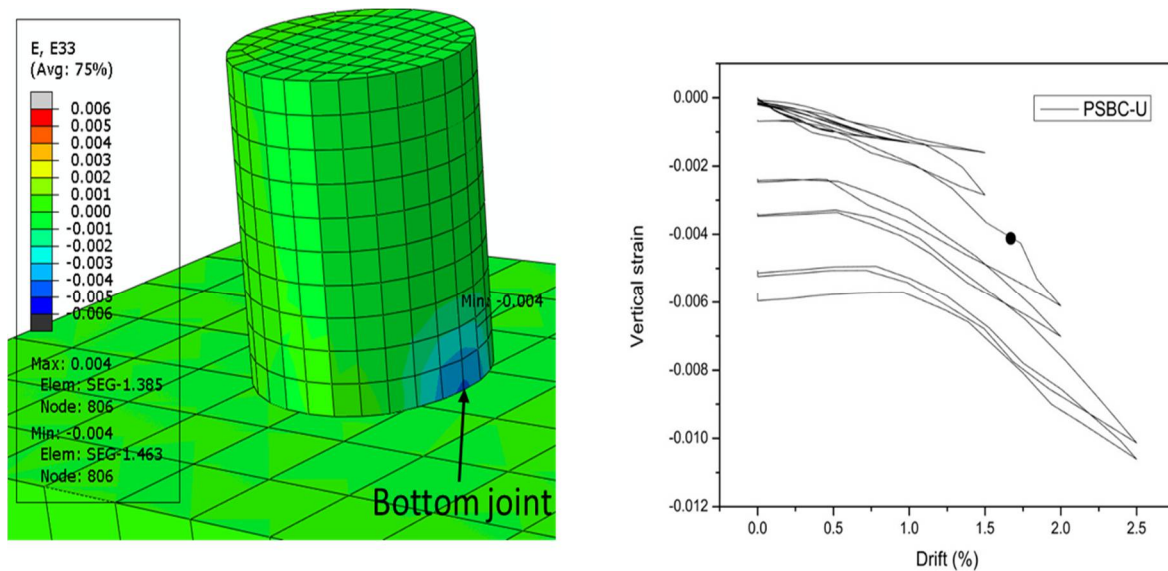 E, E33
(Avg: 75%)
0.006
0.005
0.004
0.003
0.002
0.001
0.000
-0.001
-0.002
-0.003
-0.004
-0.005
-0.006
Max: 0.004
Elem: SEG-1.385
Node: 806
Min: -0.004
Elem: SEG-1.463
Node: 806
Min: -0.004
Bottom joint
PSBC-U
Vertical strain
0.000
-0.002
-0.004
-0.006
-0.008
-0.010
-0.012
0.0 0.5 1.0 1.5 2.0 2.5
Drift (%)